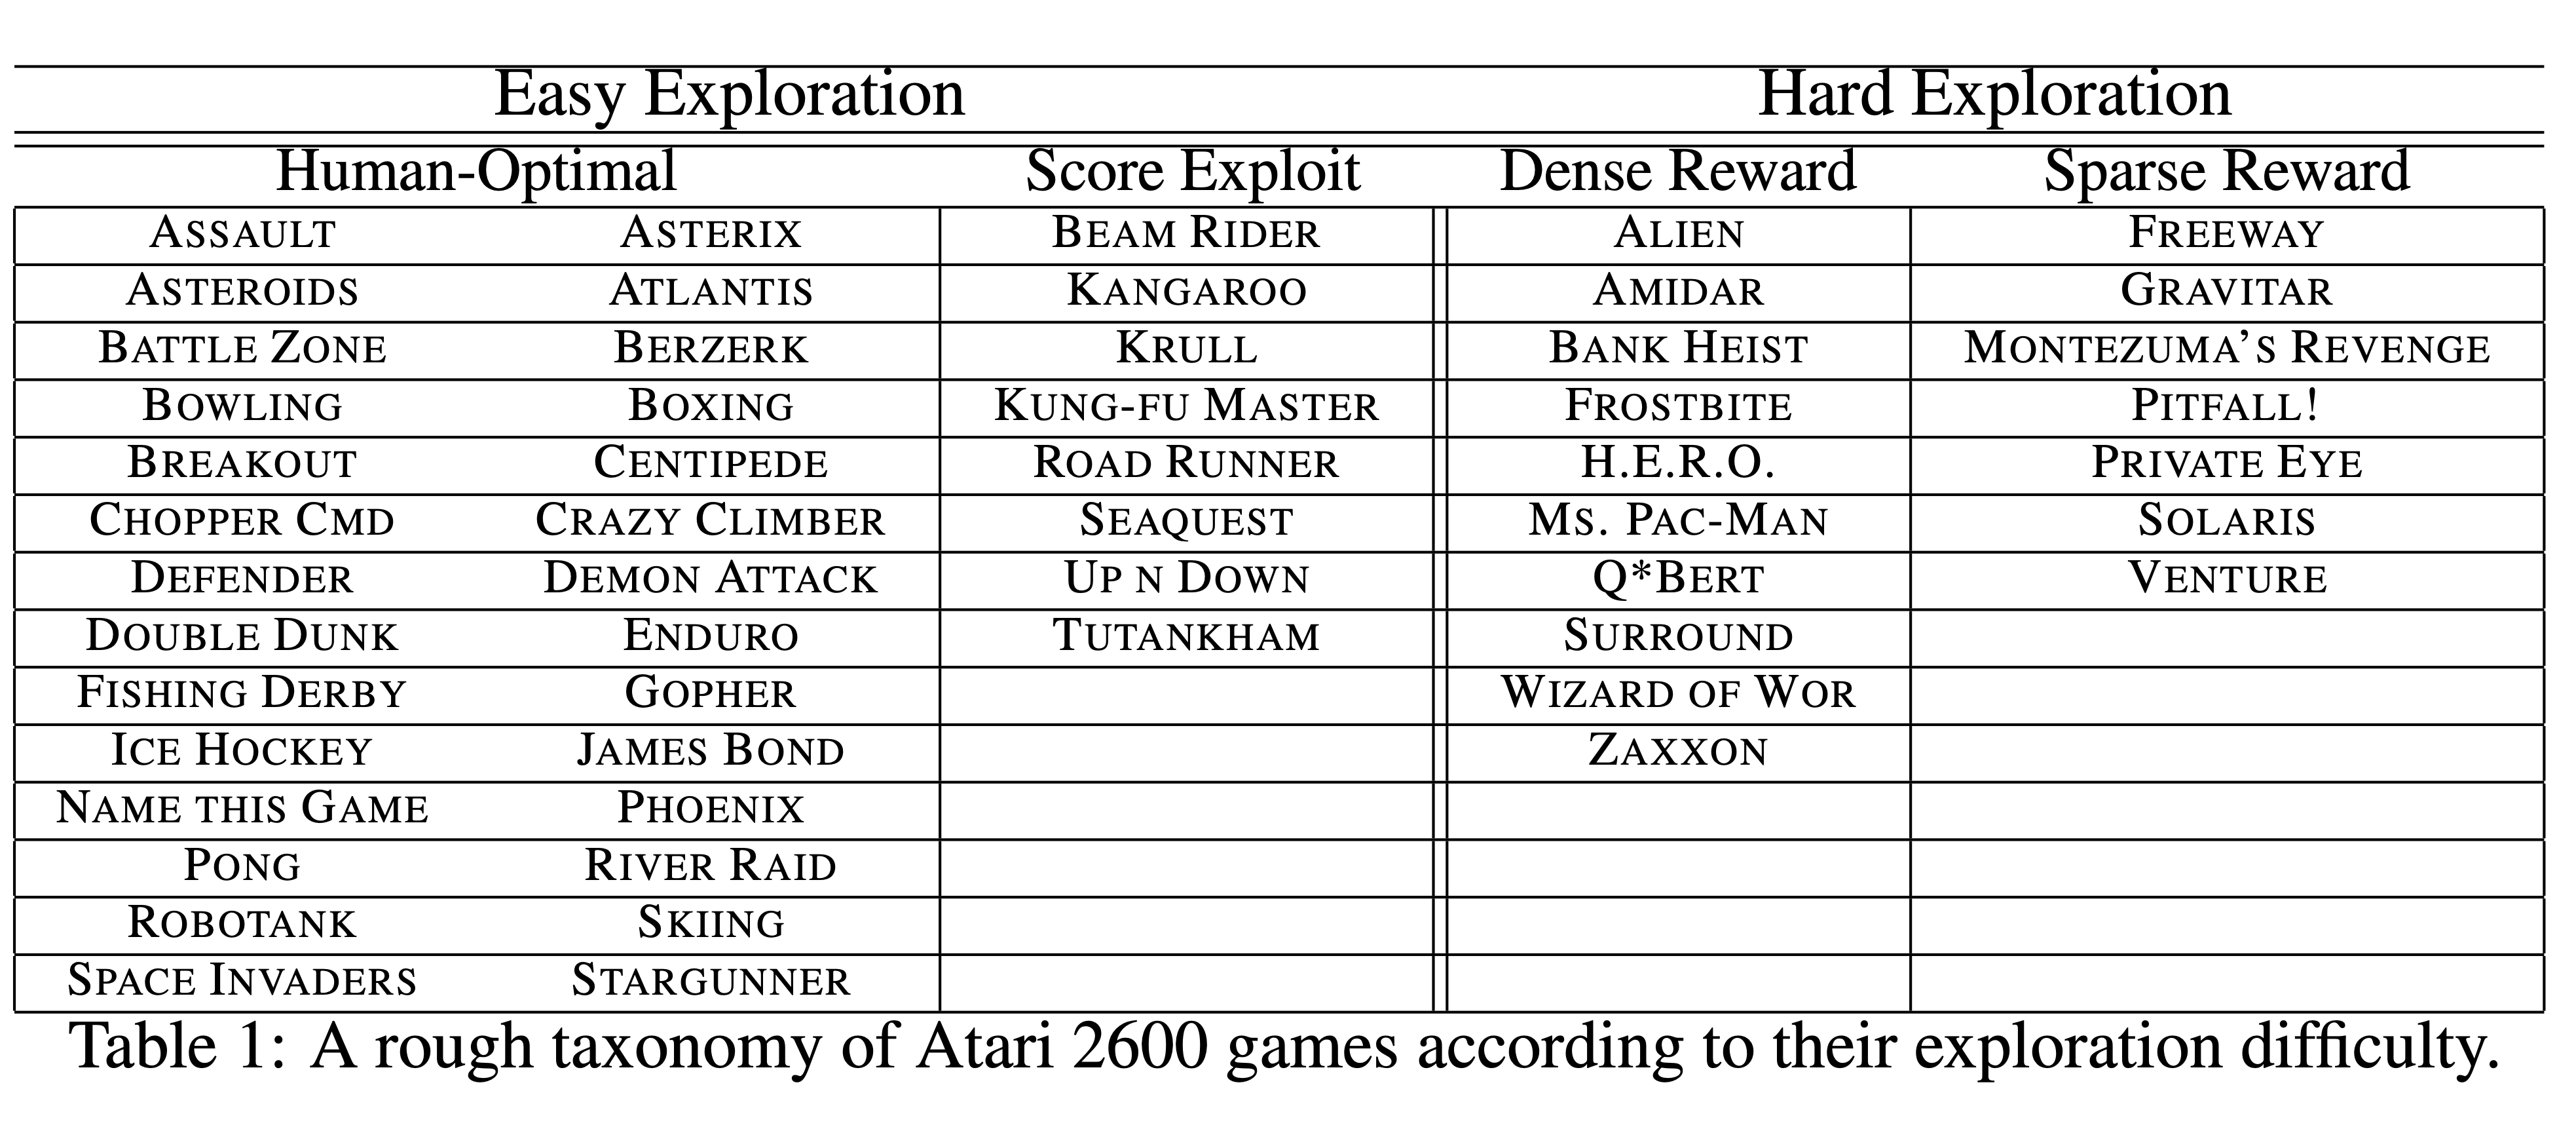 Easy Exploration Hard Exploration
Human-Optimal Score Exploit Dense Reward Sparse Reward
ASSAULT ASTERIX BEAM RIDER ALIEN FREEWAY
ASTEROIDS ATLANTIS KANGAROO AMIDAR GRAVITAR
BATTLE ZONE BERZERK KRULL BANK HEIST MONTEZUMA'S REVENGE
BOWLING BOXING KUNG-FU MASTER FROSTBITE PITFALL!
BREAKOUT CENTIPEDE ROAD RUNNER H.E.R.O. PRIVATE EYE
CHOPPER CMD CRAZY CLIMBER SEAQUEST MS. PAC-MAN SOLARIS
DEFENDER DEMON ATTACK UP N DOWN Q*BERT VENTURE
DOUBLE DUNK ENDURO TUTANKHAM SURROUND
FISHING DERBY GOPHER WIZARD OF WOR
ICE HOCKEY JAMES BOND ZAXXON
NAME THIS GAME PHOENIX
PONG RIVER RAID
ROBOTANK SKIING
SPACE INVADERS STARGUNNER
Table 1: A rough taxonomy of Atari 2600 games according to their exploration difficulty.